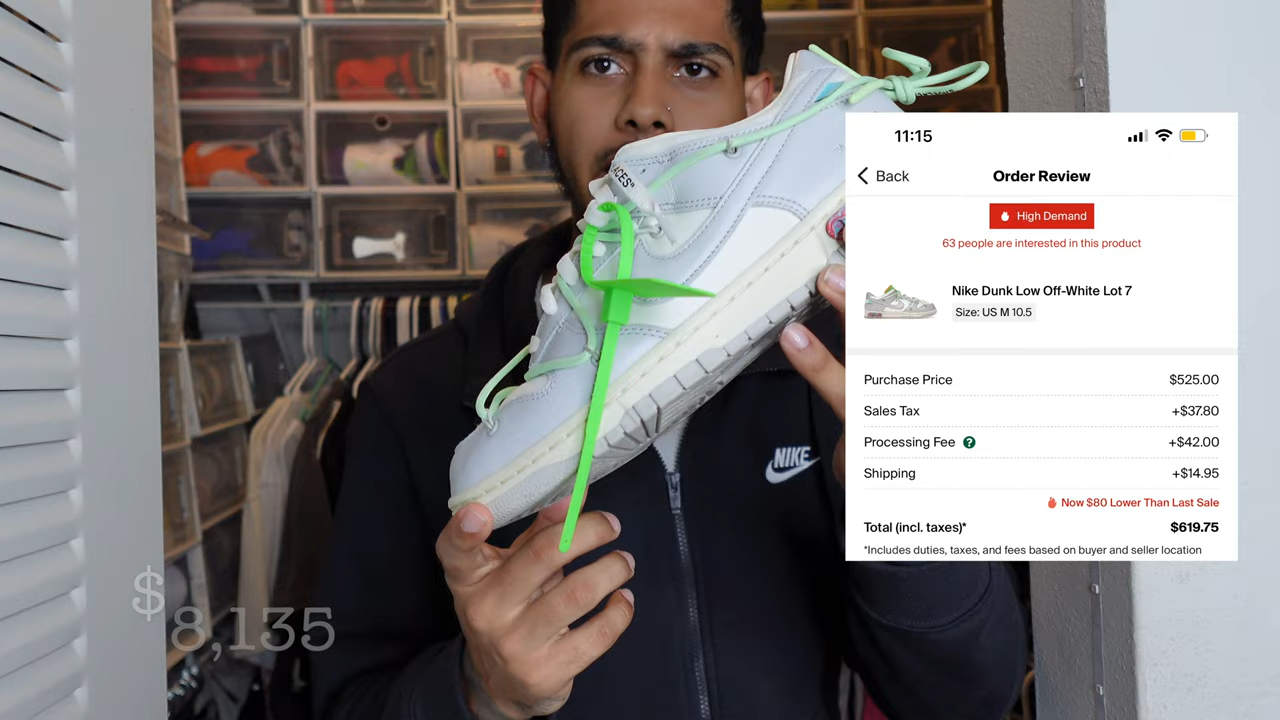 11:15
Back
Order Review
High Demand
63 people are interested in this product
Nike Dunk Low Off-White Lot 7
Size: US M 10.5
Purchase Price $525.00
Sales Tax +$37.80
Processing Fee ? +$42.00
Shipping +$14.95
Now $80 Lower Than Last Sale
Total (incl. taxes)* $619.75
*Includes duties, taxes, and fees based on buyer and seller location
NIKE
$8,135